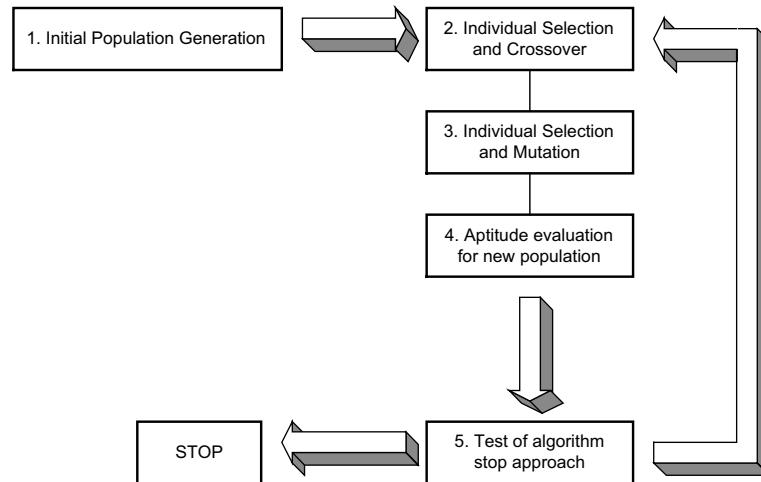 1. Initial Population Generation
2. Individual Selection
and Crossover
3. Individual Selection
and Mutation
4. Aptitude evaluation
for new population
5. Test of algorithm
stop approach
STOP